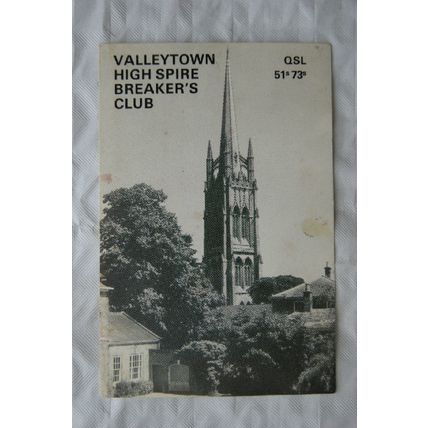 VALLEYTOWN
HIGH SPIRE
BREAKER'S
CLUB
QSL
51s 73s